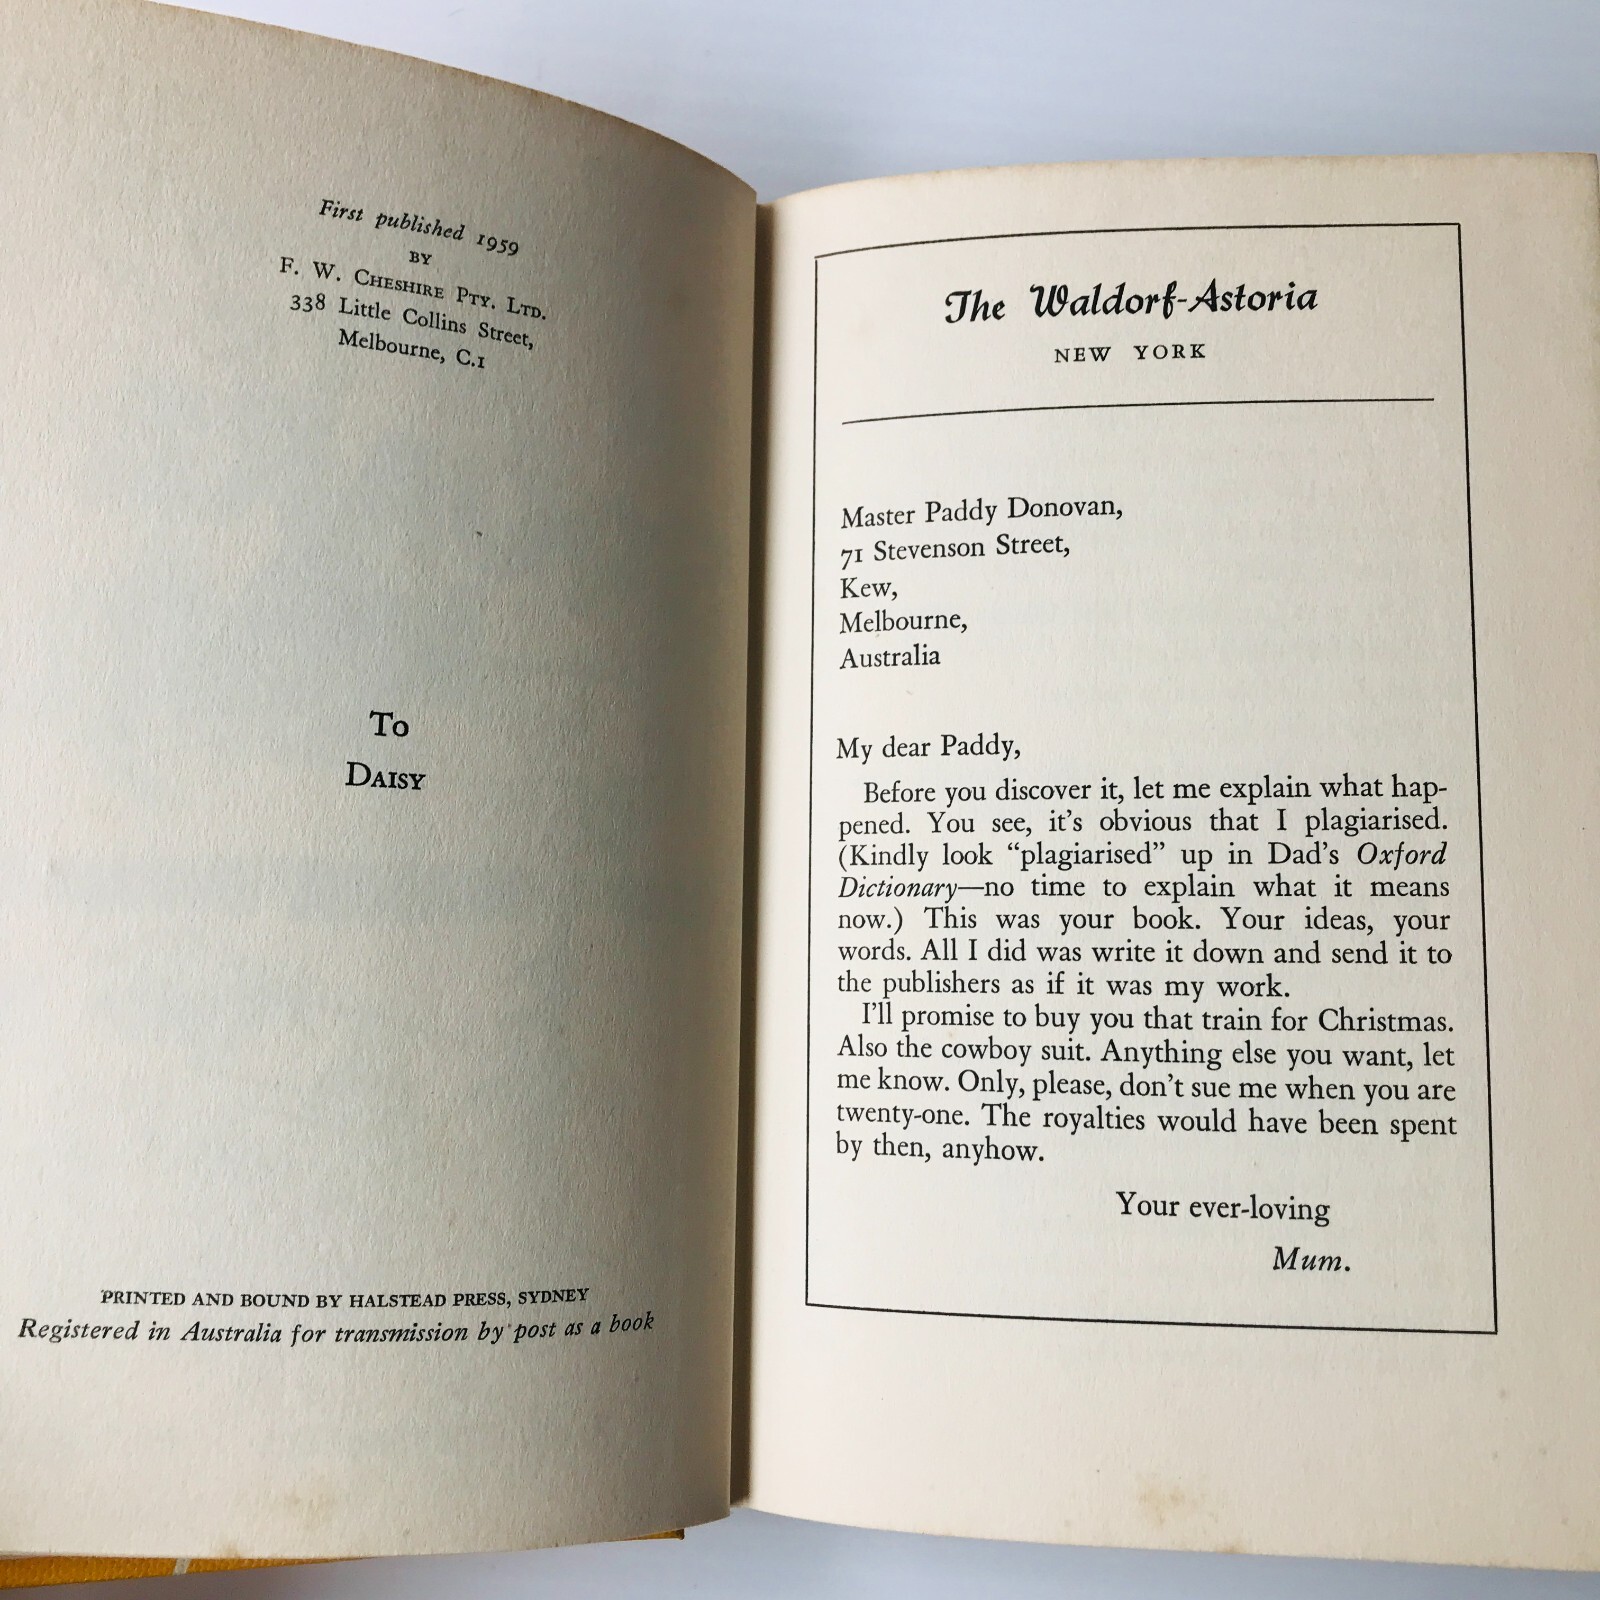 First published 1959
BY
F. W. CHESHIRE PTY. LTD.
338 Little Collins Street,
Melbourne, C.1
To
DAISY
PRINTED AND BOUND BY HALSTEAD PRESS, SYDNEY
Registered in Australia for transmission by post as a book
The Waldorf-Astoria
NEW YORK
Master Paddy Donovan,
71 Stevenson Street,
Kew,
Melbourne,
Australia
My dear Paddy,
Before you discover it, let me explain what hap-
pened. You see, it's obvious that I plagiarised.
(Kindly look "plagiarised" up in Dad's Oxford
Dictionary—no time to explain what it means
now.) This was your book. Your ideas, your
words. All I did was write it down and send it to
the publishers as if it was my work.
I'll promise to buy you that train for Christmas.
Also the cowboy suit. Anything else you want, let
me know. Only, please, don't sue me when you are
twenty-one. The royalties would have been spent
by then, anyhow.
Your ever-loving
Mum.